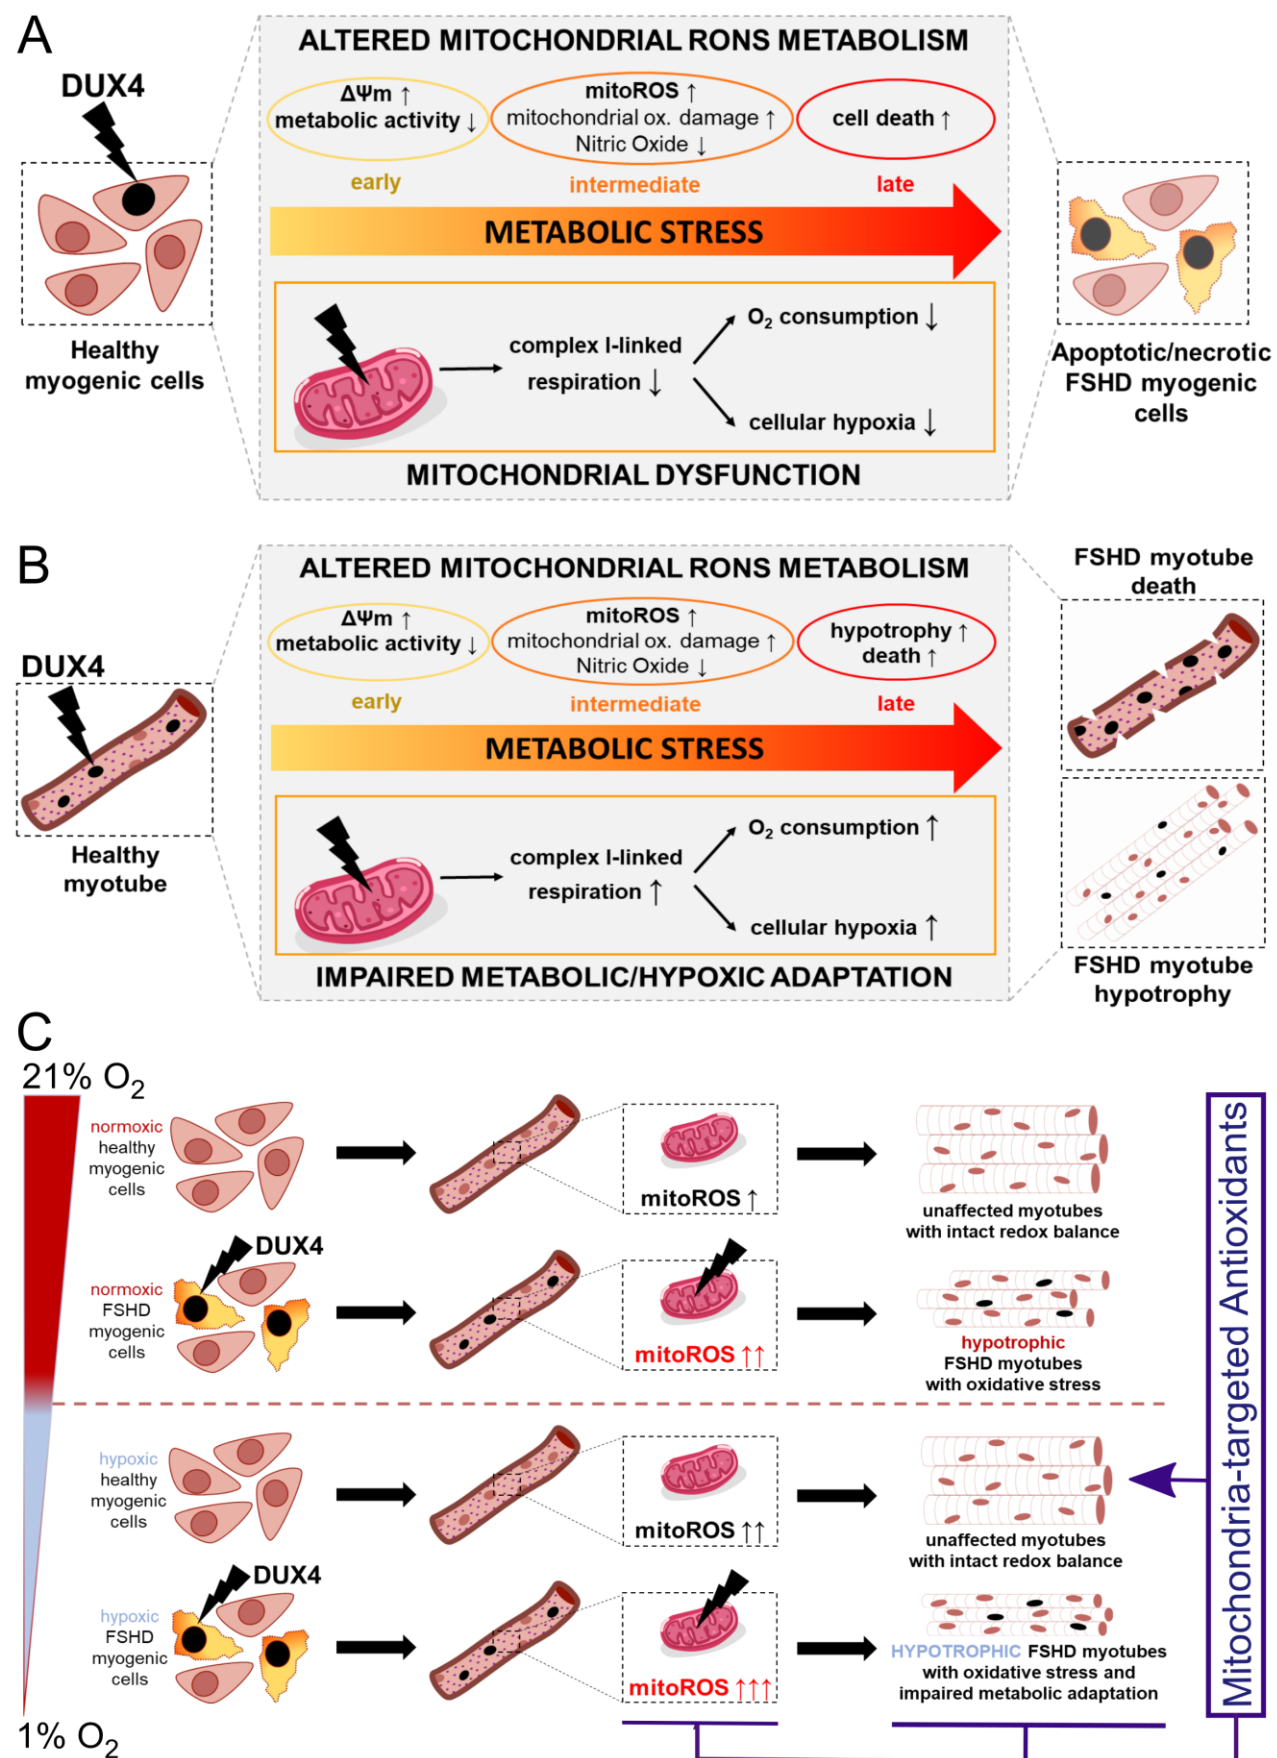 A
ALTERED MITOCHONDRIAL RONS METABOLISM
DUX4
ΔΨm ↑
metabolic activity ↓
mitoROS ↑
mitochondrial ox. damage ↑
Nitric Oxide ↓
cell death ↑
early
intermediate
late
METABOLIC STRESS
Healthy
myogenic cells
complex I-linked
respiration ↓
O2 consumption ↓
cellular hypoxia ↓
MITOCHONDRIAL DYSFUNCTION
Apoptotic/necrotic
FSHD myogenic
cells
B
ALTERED MITOCHONDRIAL RONS METABOLISM
DUX4
ΔΨm ↑
metabolic activity ↓
mitoROS ↑
mitochondrial ox. damage ↑
Nitric Oxide ↓
hypotrophy ↑
death ↑
early
intermediate
late
METABOLIC STRESS
Healthy
myotube
complex I-linked
respiration ↑
O2 consumption ↑
cellular hypoxia ↑
IMPAIRED METABOLIC/HYPOXIC ADAPTATION
FSHD myotube
death
FSHD myotube
hypotrophy
C
21% O2
normoxic
healthy
myogenic
cells
mitoROS ↑
unaffected myotubes
with intact redox balance
DUX4
normoxic
FSHD
myogenic
cells
mitoROS ↑↑
hypotrophic
FSHD myotubes
with oxidative stress
hypoxic
healthy
myogenic
cells
mitoROS ↑↑
unaffected myotubes
with intact redox balance
DUX4
hypoxic
FSHD
myogenic
cells
mitoROS ↑↑↑
HYPOTROPHIC FSHD myotubes
with oxidative stress and
impaired metabolic adaptation
1% O2
Mitochondria-targeted Antioxidants